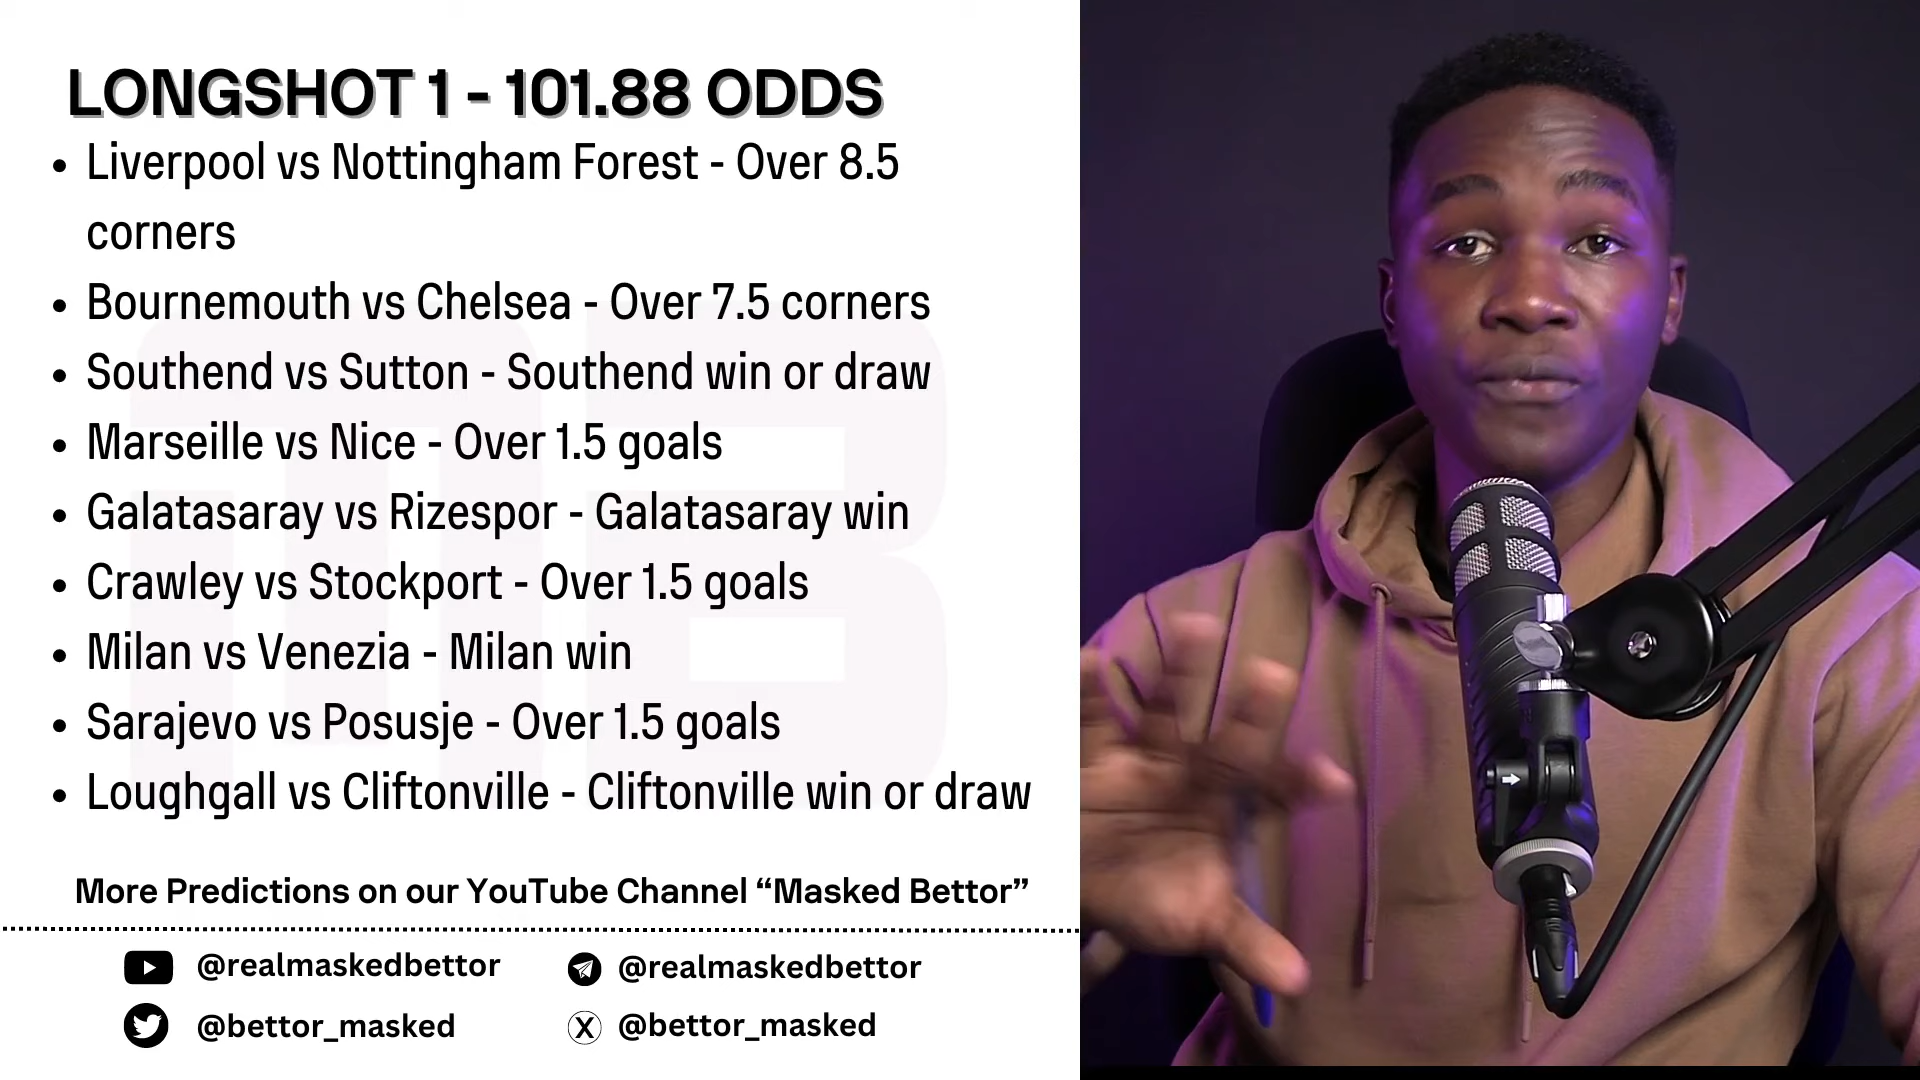 LONGSHOT 1 - 101.88 ODDS
• Liverpool vs Nottingham Forest - Over 8.5
corners
• Bournemouth vs Chelsea - Over 7.5 corners
• Southend vs Sutton - Southend win or draw
• Marseille vs Nice - Over 1.5 goals
• Galatasaray vs Rizespor - Galatasaray win
• Crawley vs Stockport - Over 1.5 goals
• Milan vs Venezia - Milan win
• Sarajevo vs Posusje - Over 1.5 goals
• Loughgall vs Cliftonville - Cliftonville win or draw
More Predictions on our YouTube Channel “Masked Bettor”
@realmaskedbettor @realmaskedbettor
@bettor_masked X @bettor_masked